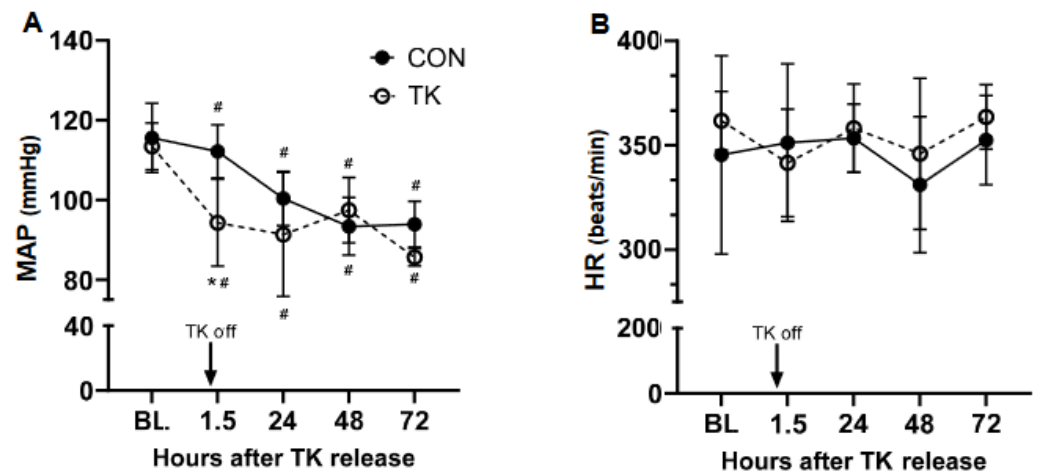 A
MAP (mmHg)
140
120
100
80
40
0
CON
TK
#
#
#
#
*#
#
#
#
TK off
BL.
1.5
24
48
72
Hours after TK release
B
HR (beats/min)
400
350
300
200
0
TK off
BL
1.5
24
48
72
Hours after TK release